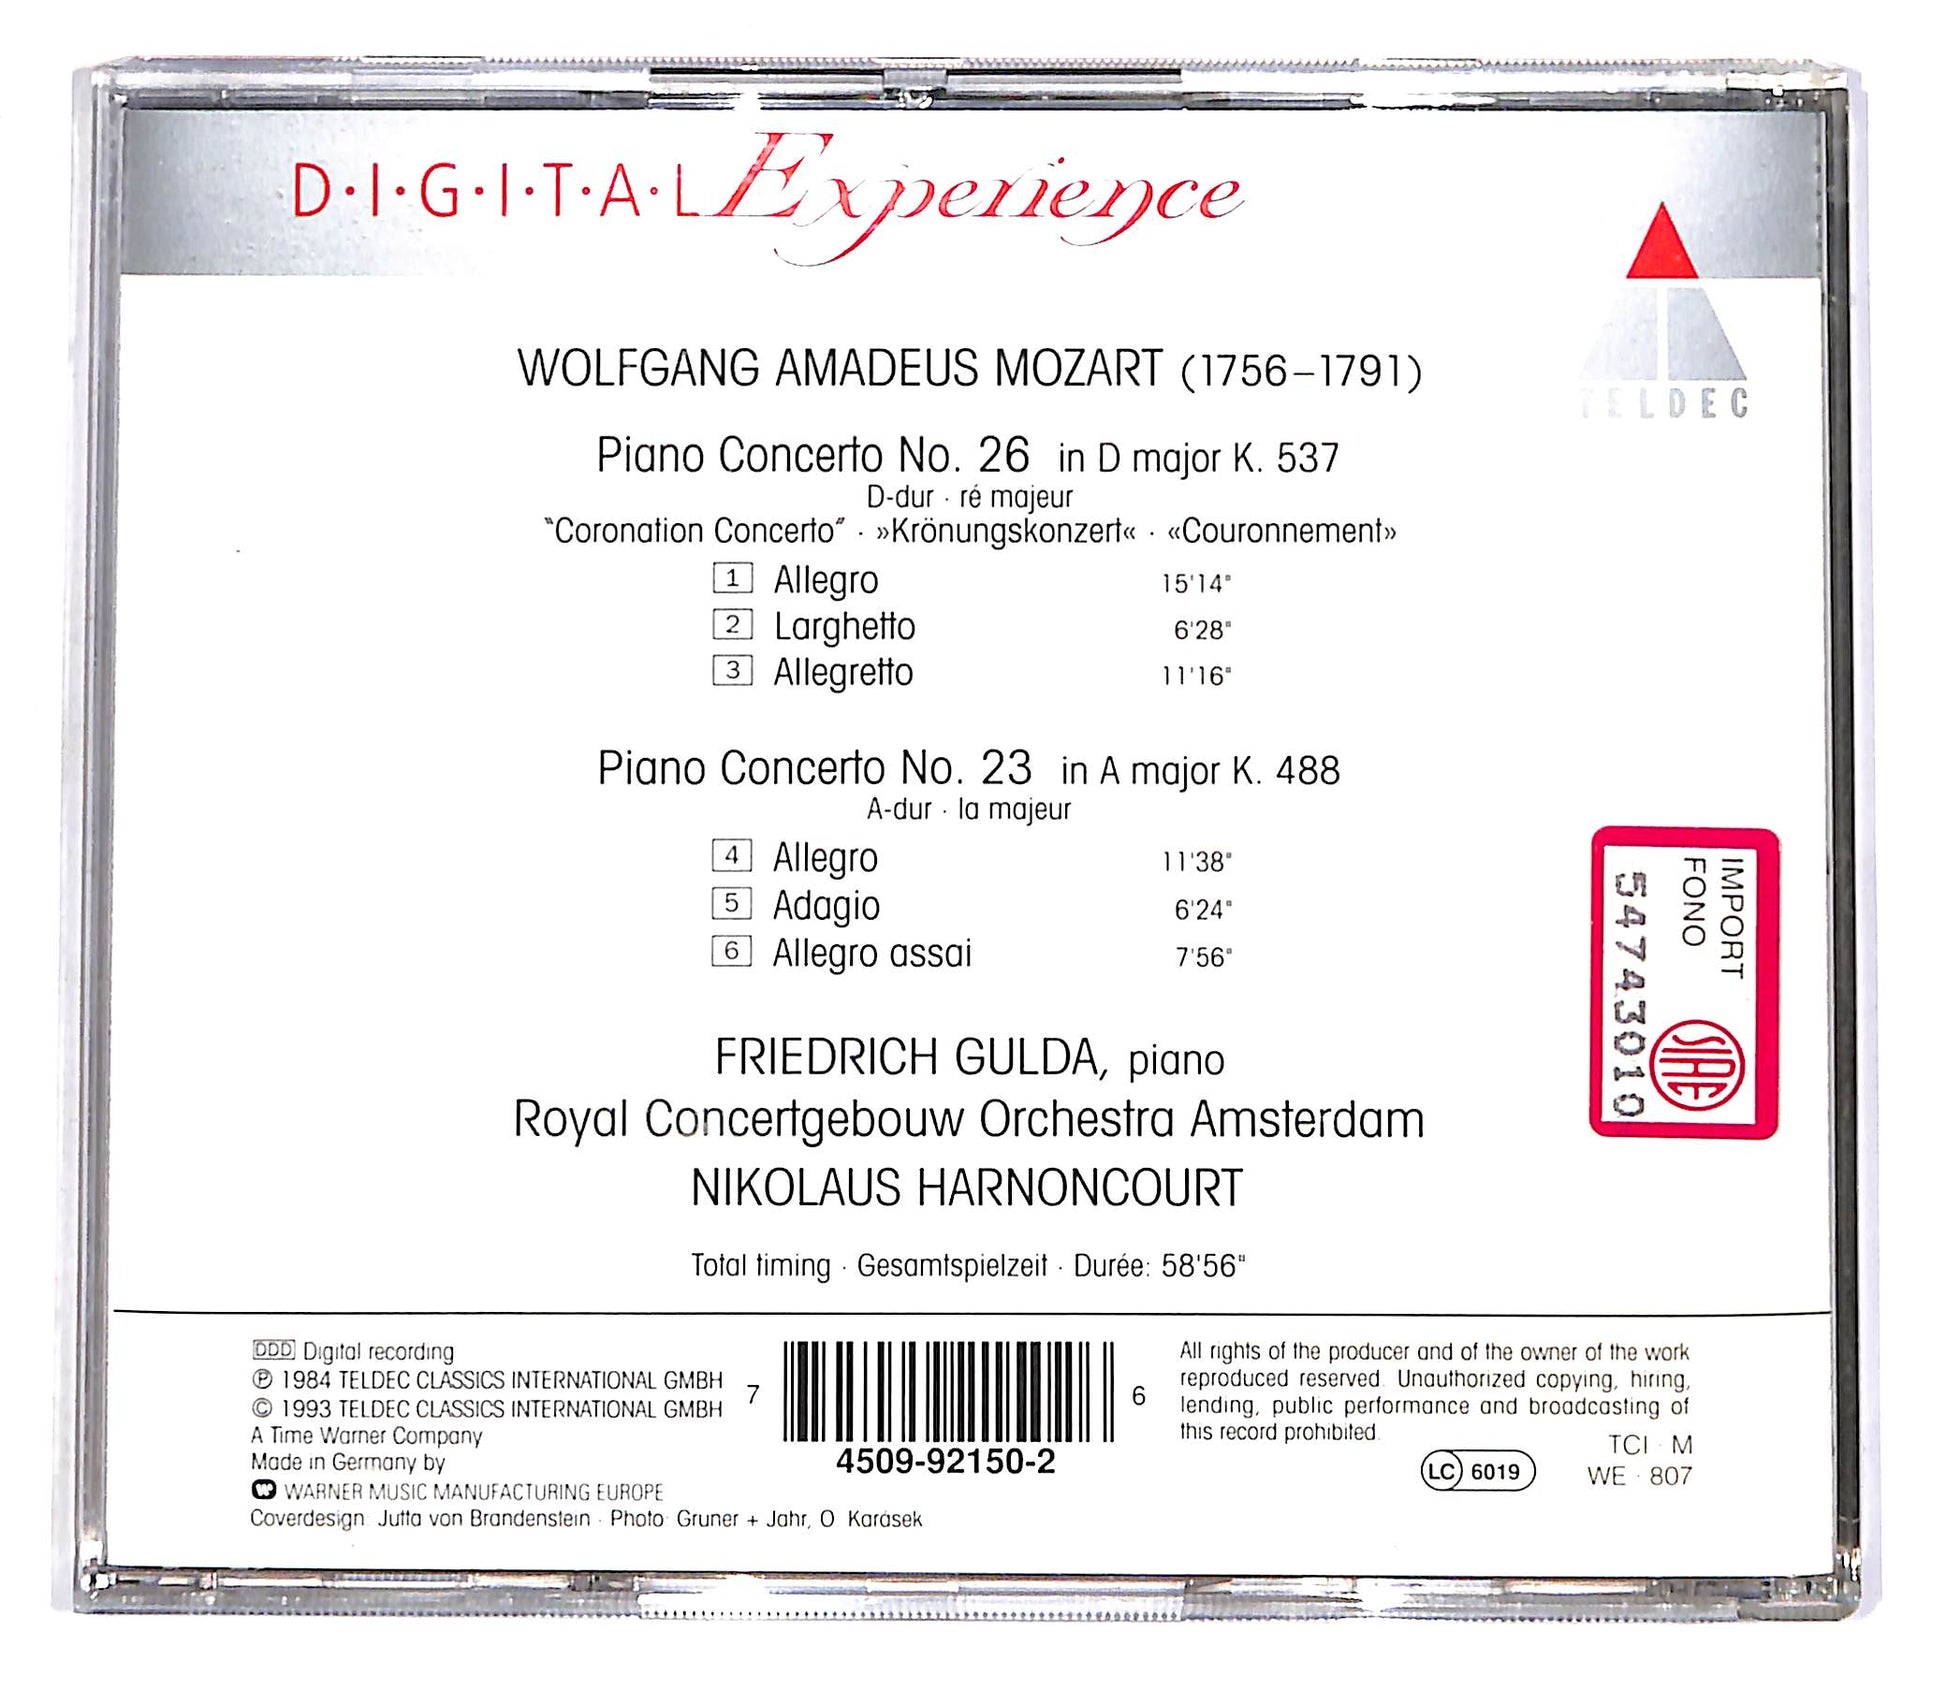 D·I·G·I·T·A·L Experience
TELDEC
WOLFGANG AMADEUS MOZART (1756–1791)
Piano Concerto No. 26 in D major K. 537
D-dur · ré majeur
"Coronation Concerto" · »Krönungskonzert« · «Couronnement»
1 Allegro 15'14"
2 Larghetto 6'28"
3 Allegretto 11'16"
Piano Concerto No. 23 in A major K. 488
A-dur · la majeur
4 Allegro 11'38"
5 Adagio 6'24"
6 Allegro assai 7'56"
IMPORT
FONO
SIAE
54743010
FRIEDRICH GULDA, piano
Royal Concertgebouw Orchestra Amsterdam
NIKOLAUS HARNONCOURT
Total timing · Gesamtspielzeit · Durée: 58'56"
DDD Digital recording
℗ 1984 TELDEC CLASSICS INTERNATIONAL GMBH
© 1993 TELDEC CLASSICS INTERNATIONAL GMBH
A Time Warner Company
Made in Germany by
WARNER MUSIC MANUFACTURING EUROPE
Coverdesign: Jutta von Brandenstein · Photo: Gruner + Jahr, O. Karásek
7 6
4509-92150-2
All rights of the producer and of the owner of the work
reproduced reserved. Unauthorized copying, hiring,
lending, public performance and broadcasting of
this record prohibited.
TCI · M
LC 6019
WE · 807